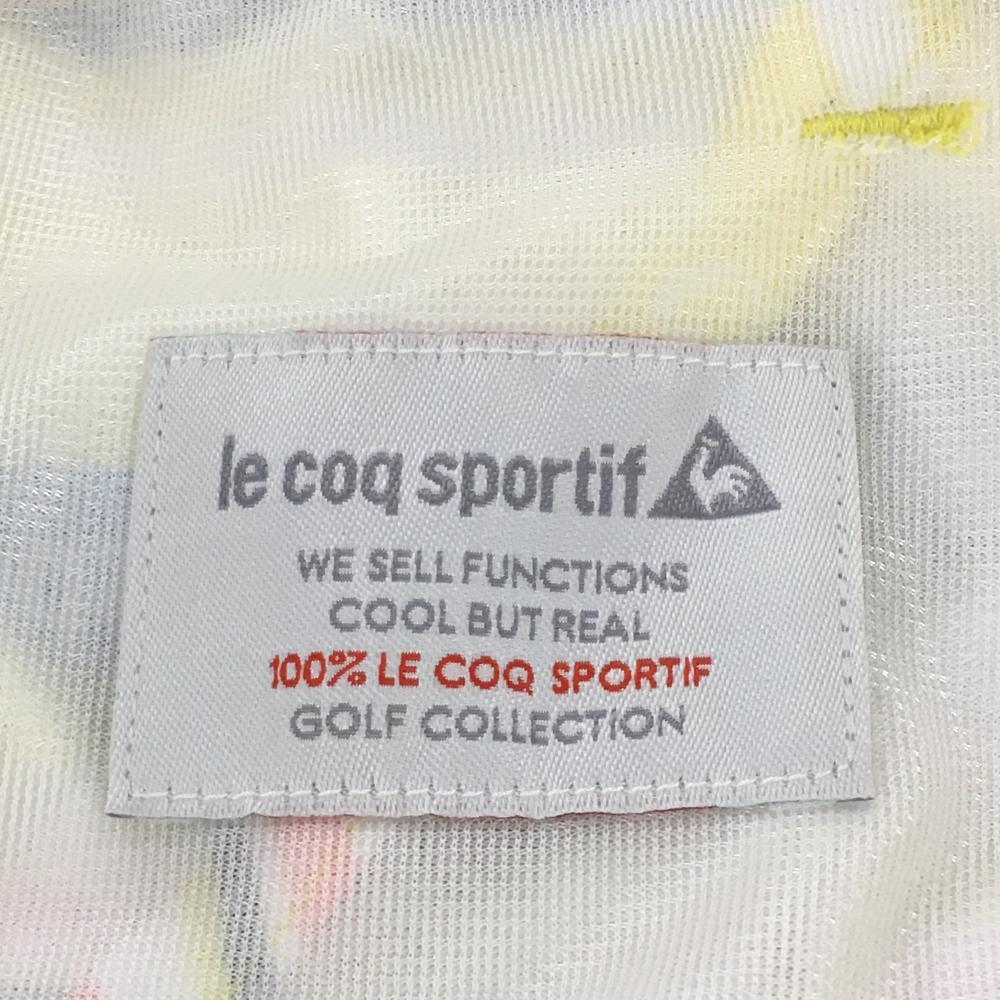 le coq sportif
WE SELL FUNCTIONS
COOL BUT REAL
100% LE COQ SPORTIF
GOLF COLLECTION